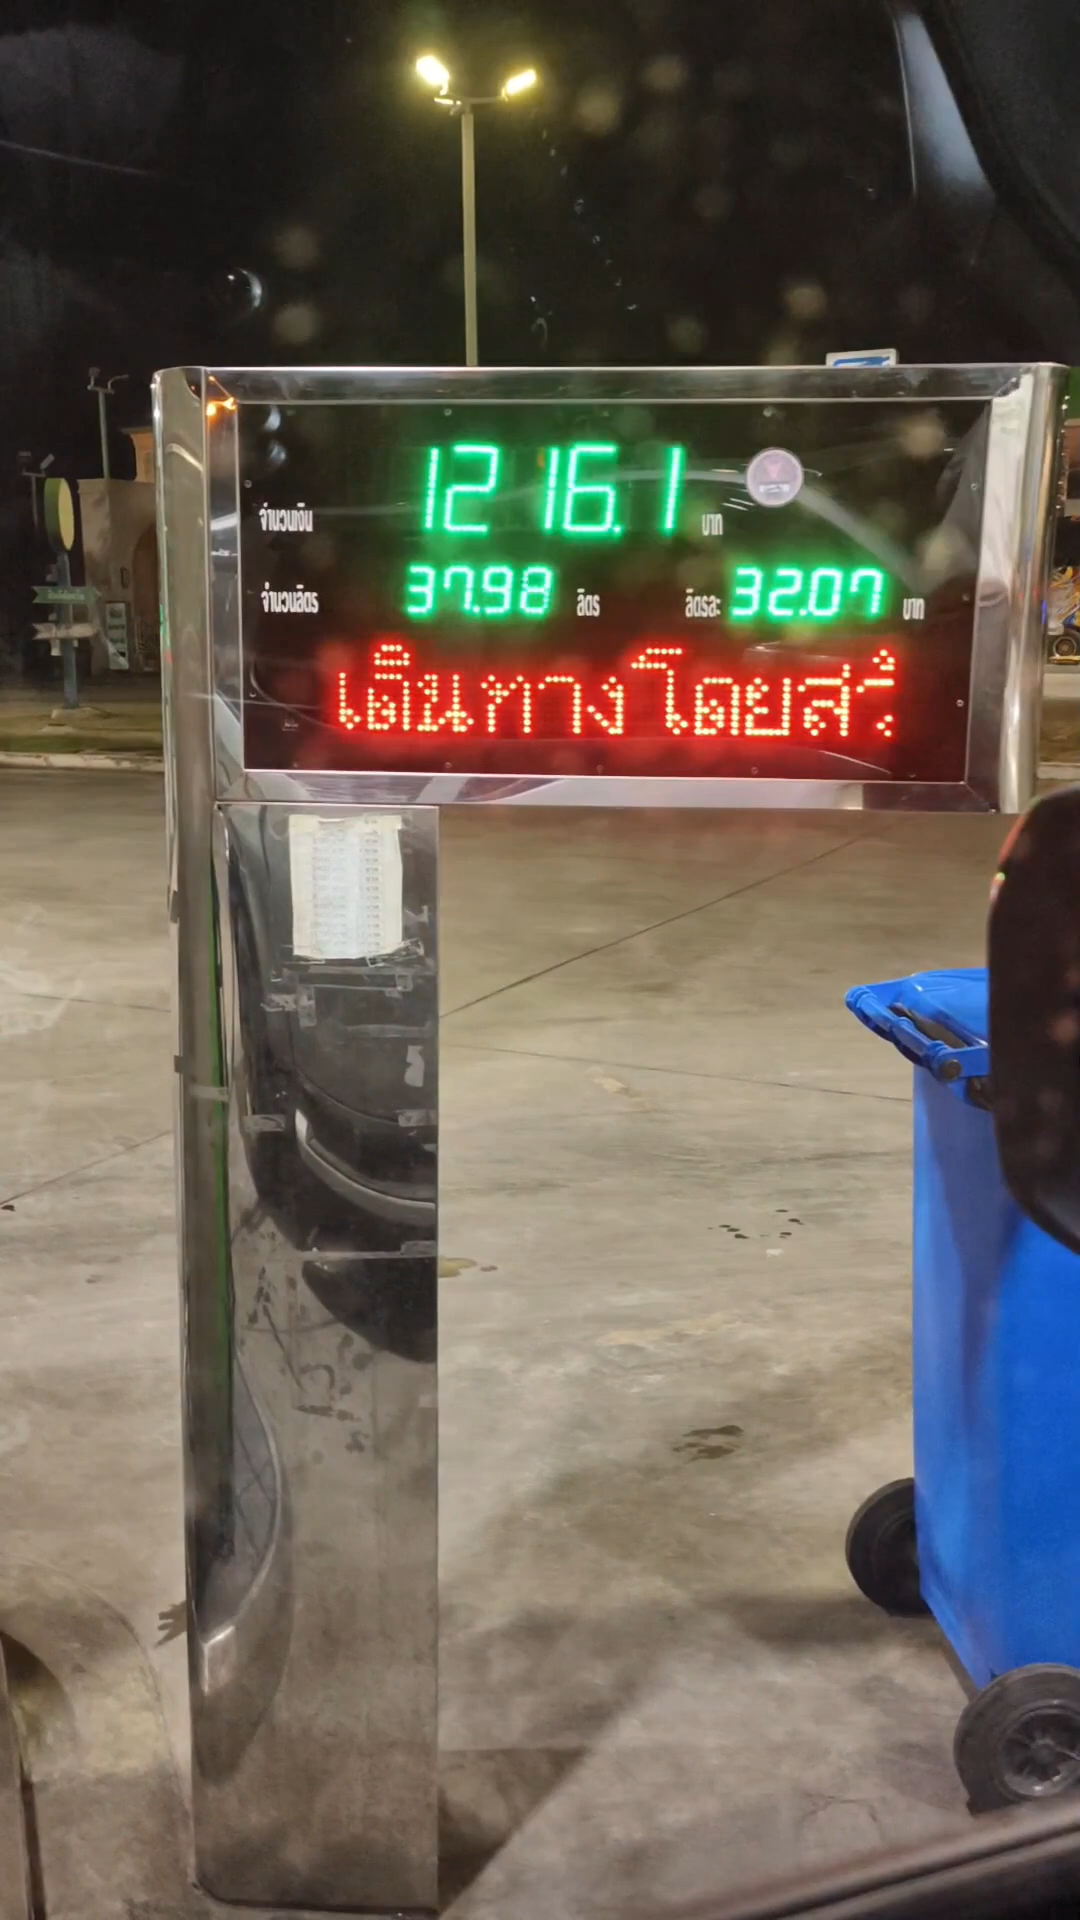 จำนวนเงิน 1216.1 บาท
จำนวนลิตร 37.98 ลิตร ลิตรละ 32.07 บาท
เดินทางโดยสวั